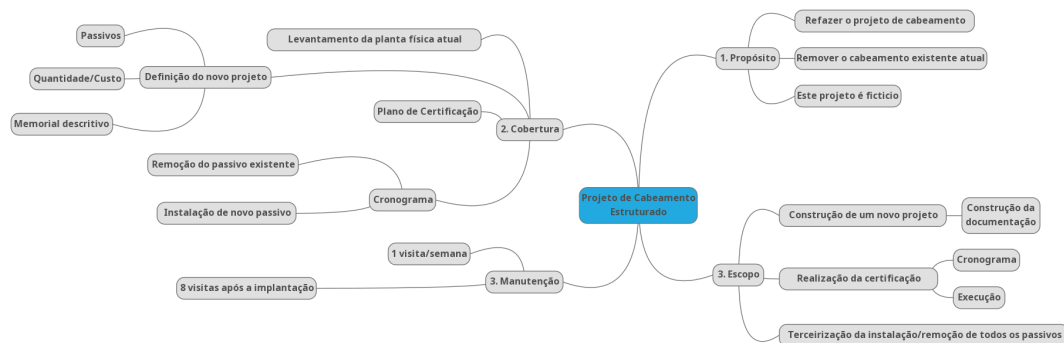 Projeto de Cabeamento
Estruturado
1. Propósito
Refazer o projeto de cabeamento
Remover o cabeamento existente atual
Este projeto é ficticio
2. Cobertura
Levantamento da planta física atual
Definição do novo projeto
Passivos
Quantidade/Custo
Memorial descritivo
Plano de Certificação
Cronograma
Remoção do passivo existente
Instalação de novo passivo
3. Manutenção
1 visita/semana
8 visitas após a implantação
3. Escopo
Construção de um novo projeto
Construção da
documentação
Realização da certificação
Cronograma
Execução
Terceirização da instalação/remoção de todos os passivos